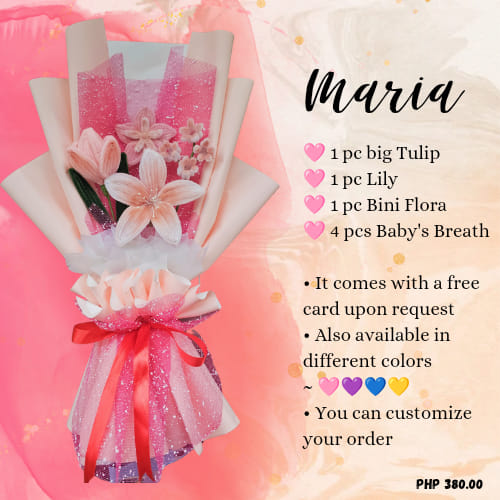 Maria
🩷 1 pc big Tulip
🩷 1 pc Lily
🩷 1 pc Bini Flora
🩷 4 pcs Baby's Breath
• It comes with a free
card upon request
• Also available in
different colors
~ 🩷💜💙💛
• You can customize
your order
PHP 380.00